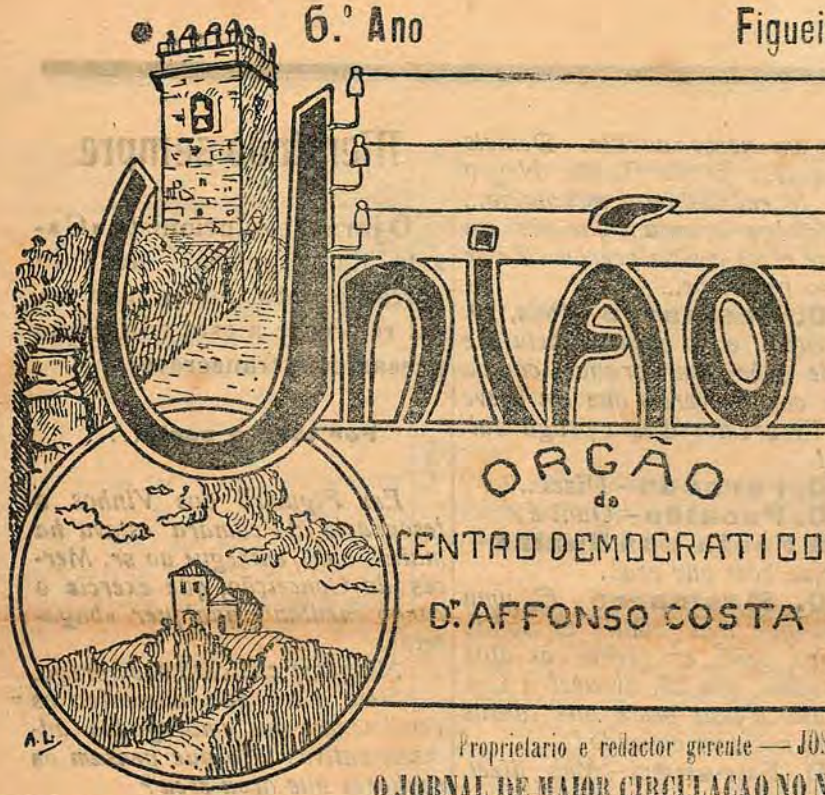 6.º Ano Figuei
União
ORGÃO
do
CENTRO DEMOCRATICO
Dr. AFFONSO COSTA
A.L.
Proprietario e redactor gerente — JOS
O JORNAL DE MAIOR CIRCULAÇÃO NO N